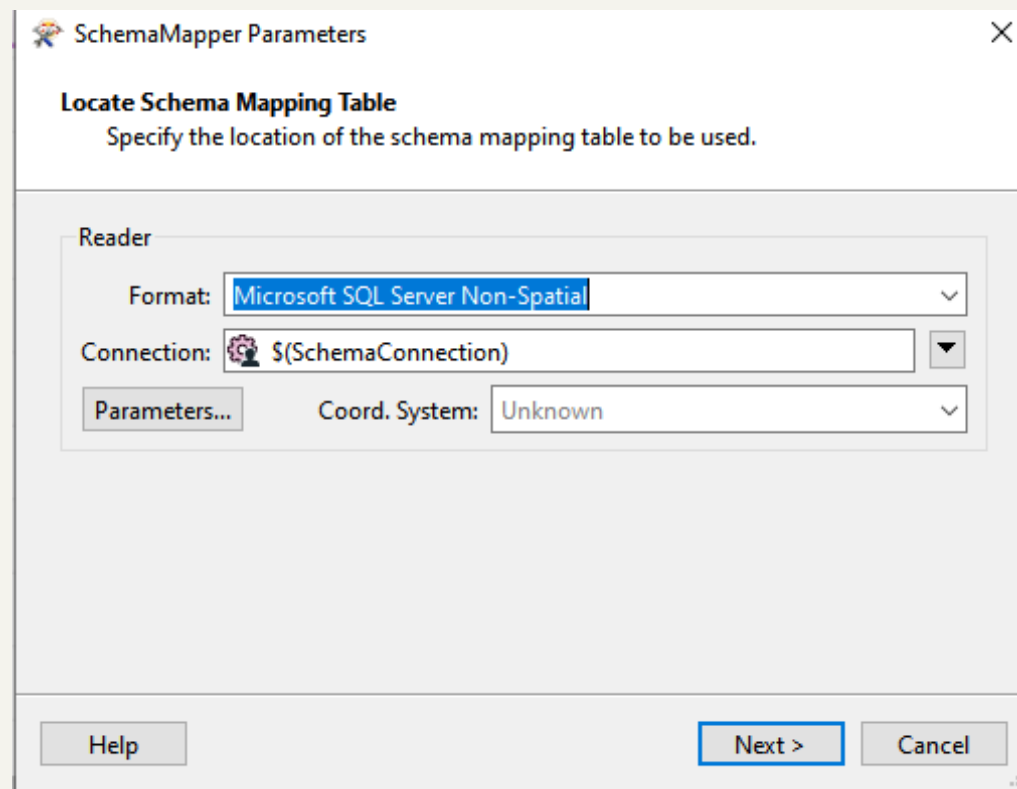 SchemaMapper Parameters
Locate Schema Mapping Table
Specify the location of the schema mapping table to be used.
Reader
Format: Microsoft SQL Server Non-Spatial
Connection: $(SchemaConnection)
Parameters... Coord. System: Unknown
Help Next > Cancel